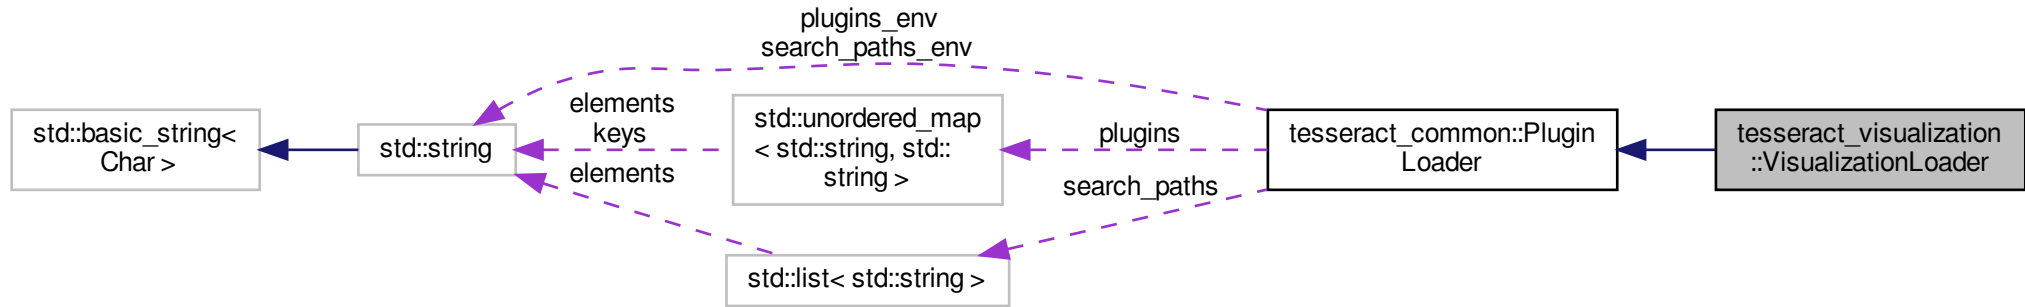 plugins_env
search_paths_env
elements
keys
elements
std::basic_string<
Char >
std::string
std::unordered_map
< std::string, std::
string >
plugins
search_paths
std::list< std::string >
tesseract_common::Plugin
Loader
tesseract_visualization
::VisualizationLoader